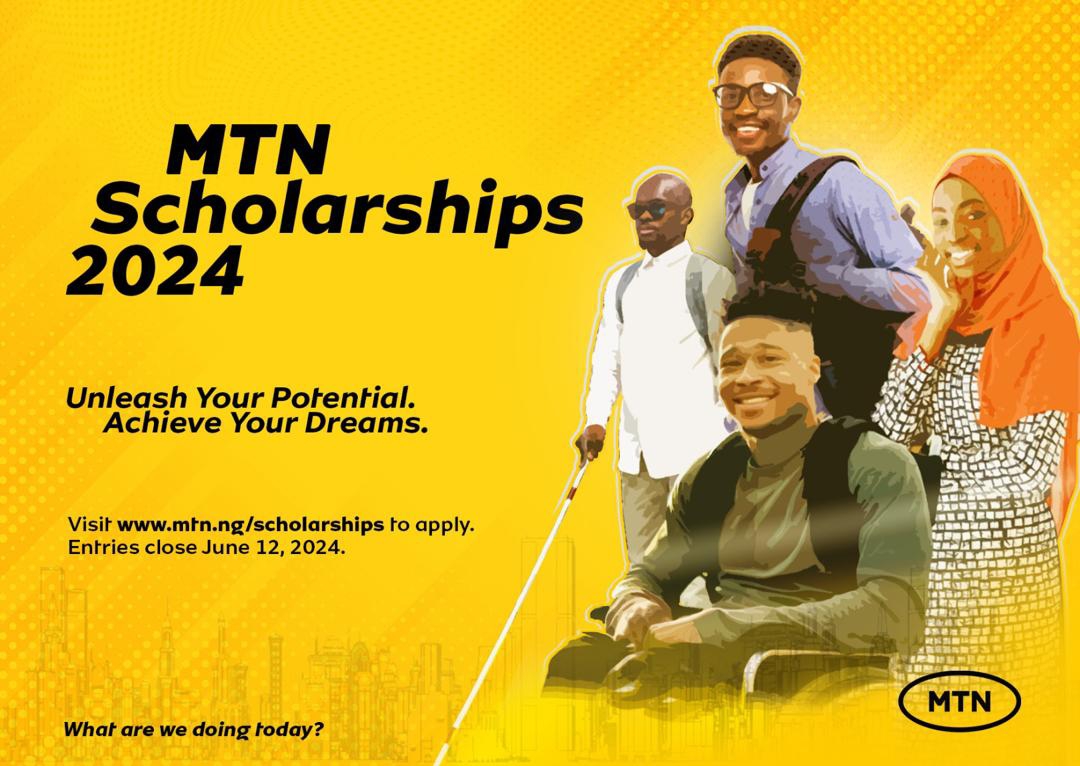 MTN
Scholarships
2024
Unleash Your Potential.
Achieve Your Dreams.
Visit www.mtn.ng/scholarships to apply.
Entries close June 12, 2024.
What are we doing today?
MTN